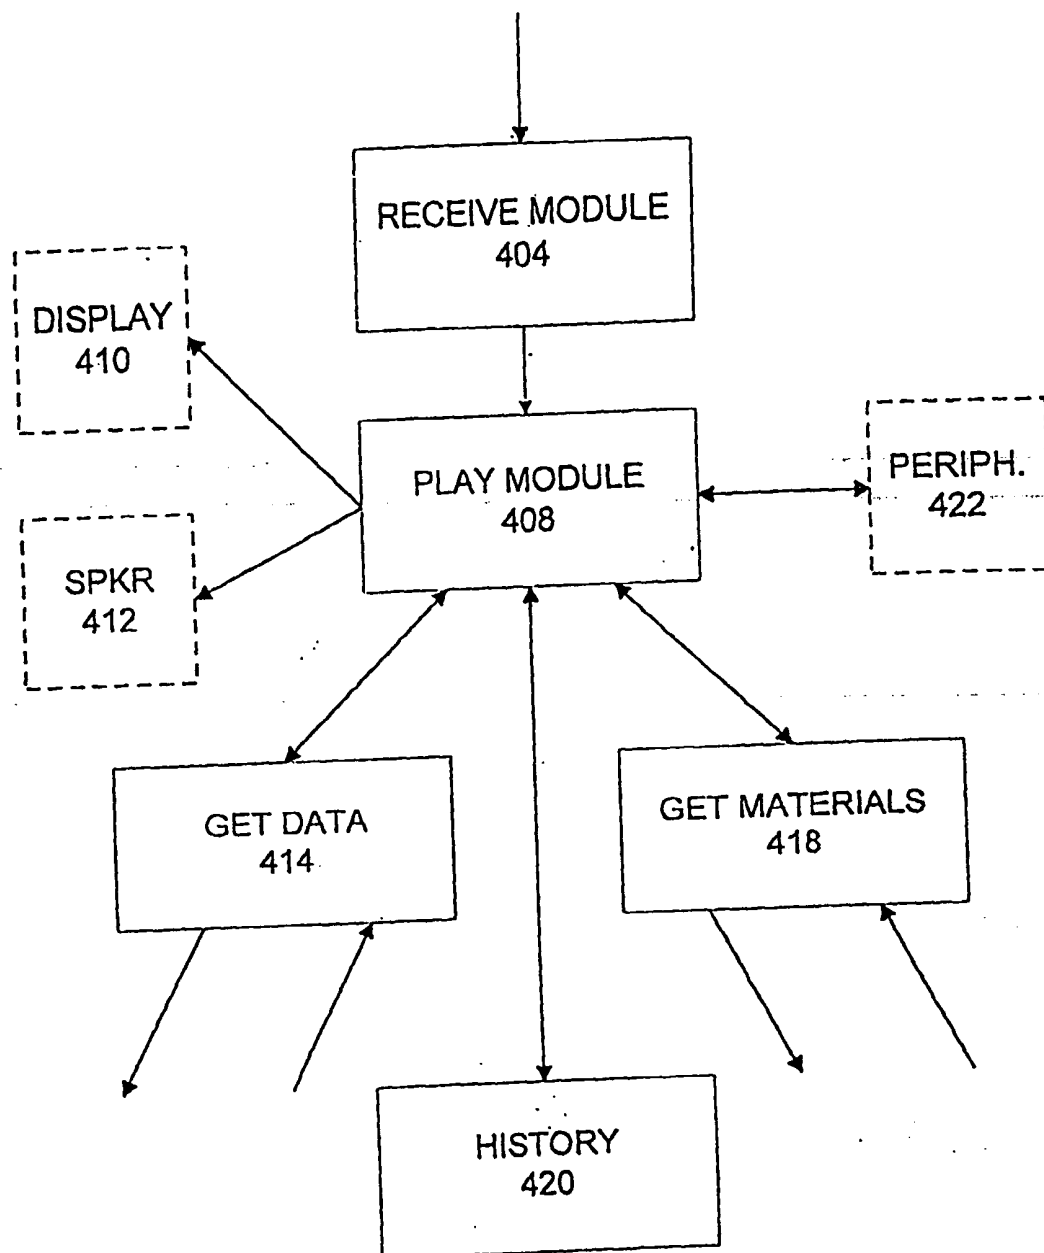 RECEIVE MODULE
404
DISPLAY
410
PLAY MODULE
408
PERIPH.
422
SPKR
412
GET DATA
414
GET MATERIALS
418
HISTORY
420